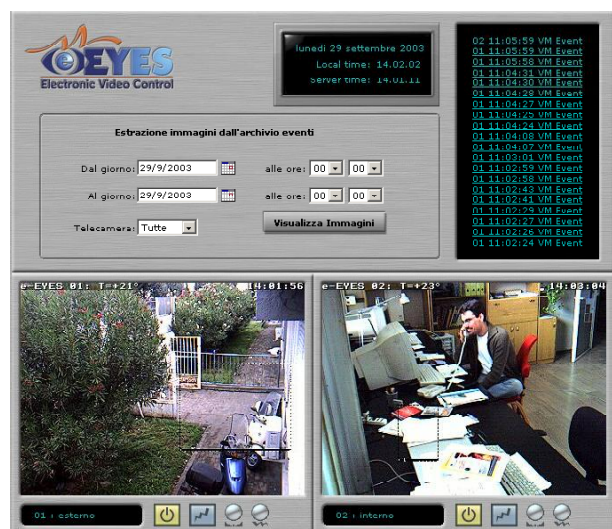 eEYES
Electronic Video Control
lunedi 29 settembre 2003
Local time: 14.02.02
Server time: 14.01.11
02 11:05:59 VM Event
01 11:05:59 VM Event
01 11:05:58 VM Event
01 11:04:31 VM Event
01 11:04:30 VM Event
01 11:04:28 VM Event
01 11:04:27 VM Event
01 11:04:25 VM Event
01 11:04:24 VM Event
01 11:04:08 VM Event
01 11:04:07 VM Event
01 11:03:01 VM Event
01 11:02:59 VM Event
01 11:02:58 VM Event
01 11:02:43 VM Event
01 11:02:41 VM Event
01 11:02:29 VM Event
01 11:02:27 VM Event
01 11:02:26 VM Event
01 11:02:24 VM Event
Estrazione immagini dall'archivio eventi
Dal giorno: 29/9/2003 alle ore: 00 00
Al giorno: 29/9/2003 alle ore: 00 00
Telecamera: Tutte Visualizza Immagini
e-EYES 01: T=+21° 14:01:56
e-EYES 02: T=+23° 14:03:04
01 : esterno
02 : interno